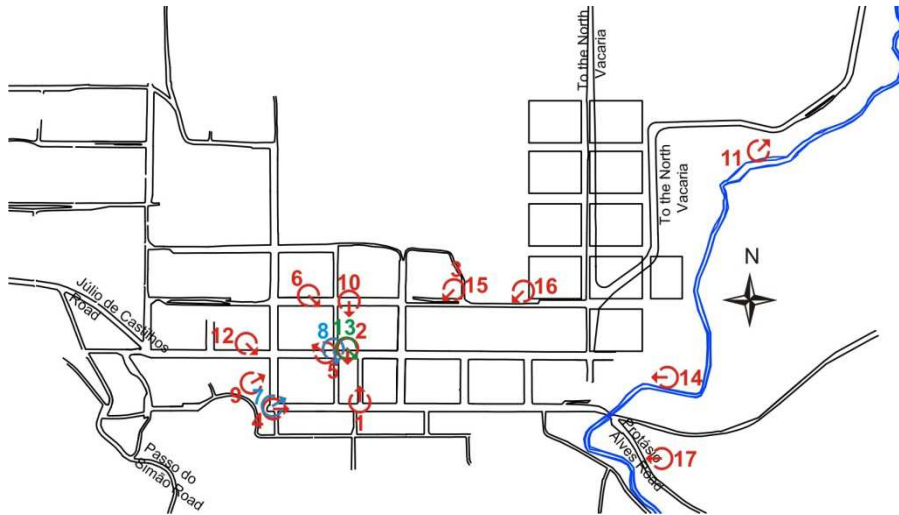 To the North
Vacaria
11
To the North
Vacaria
N
3
6
10
15
16
Júlio de Castilhos
Road
12
8
13
2
5
14
9
7
4
1
Protásio
Alves Road
17
Passo do
Simão Road